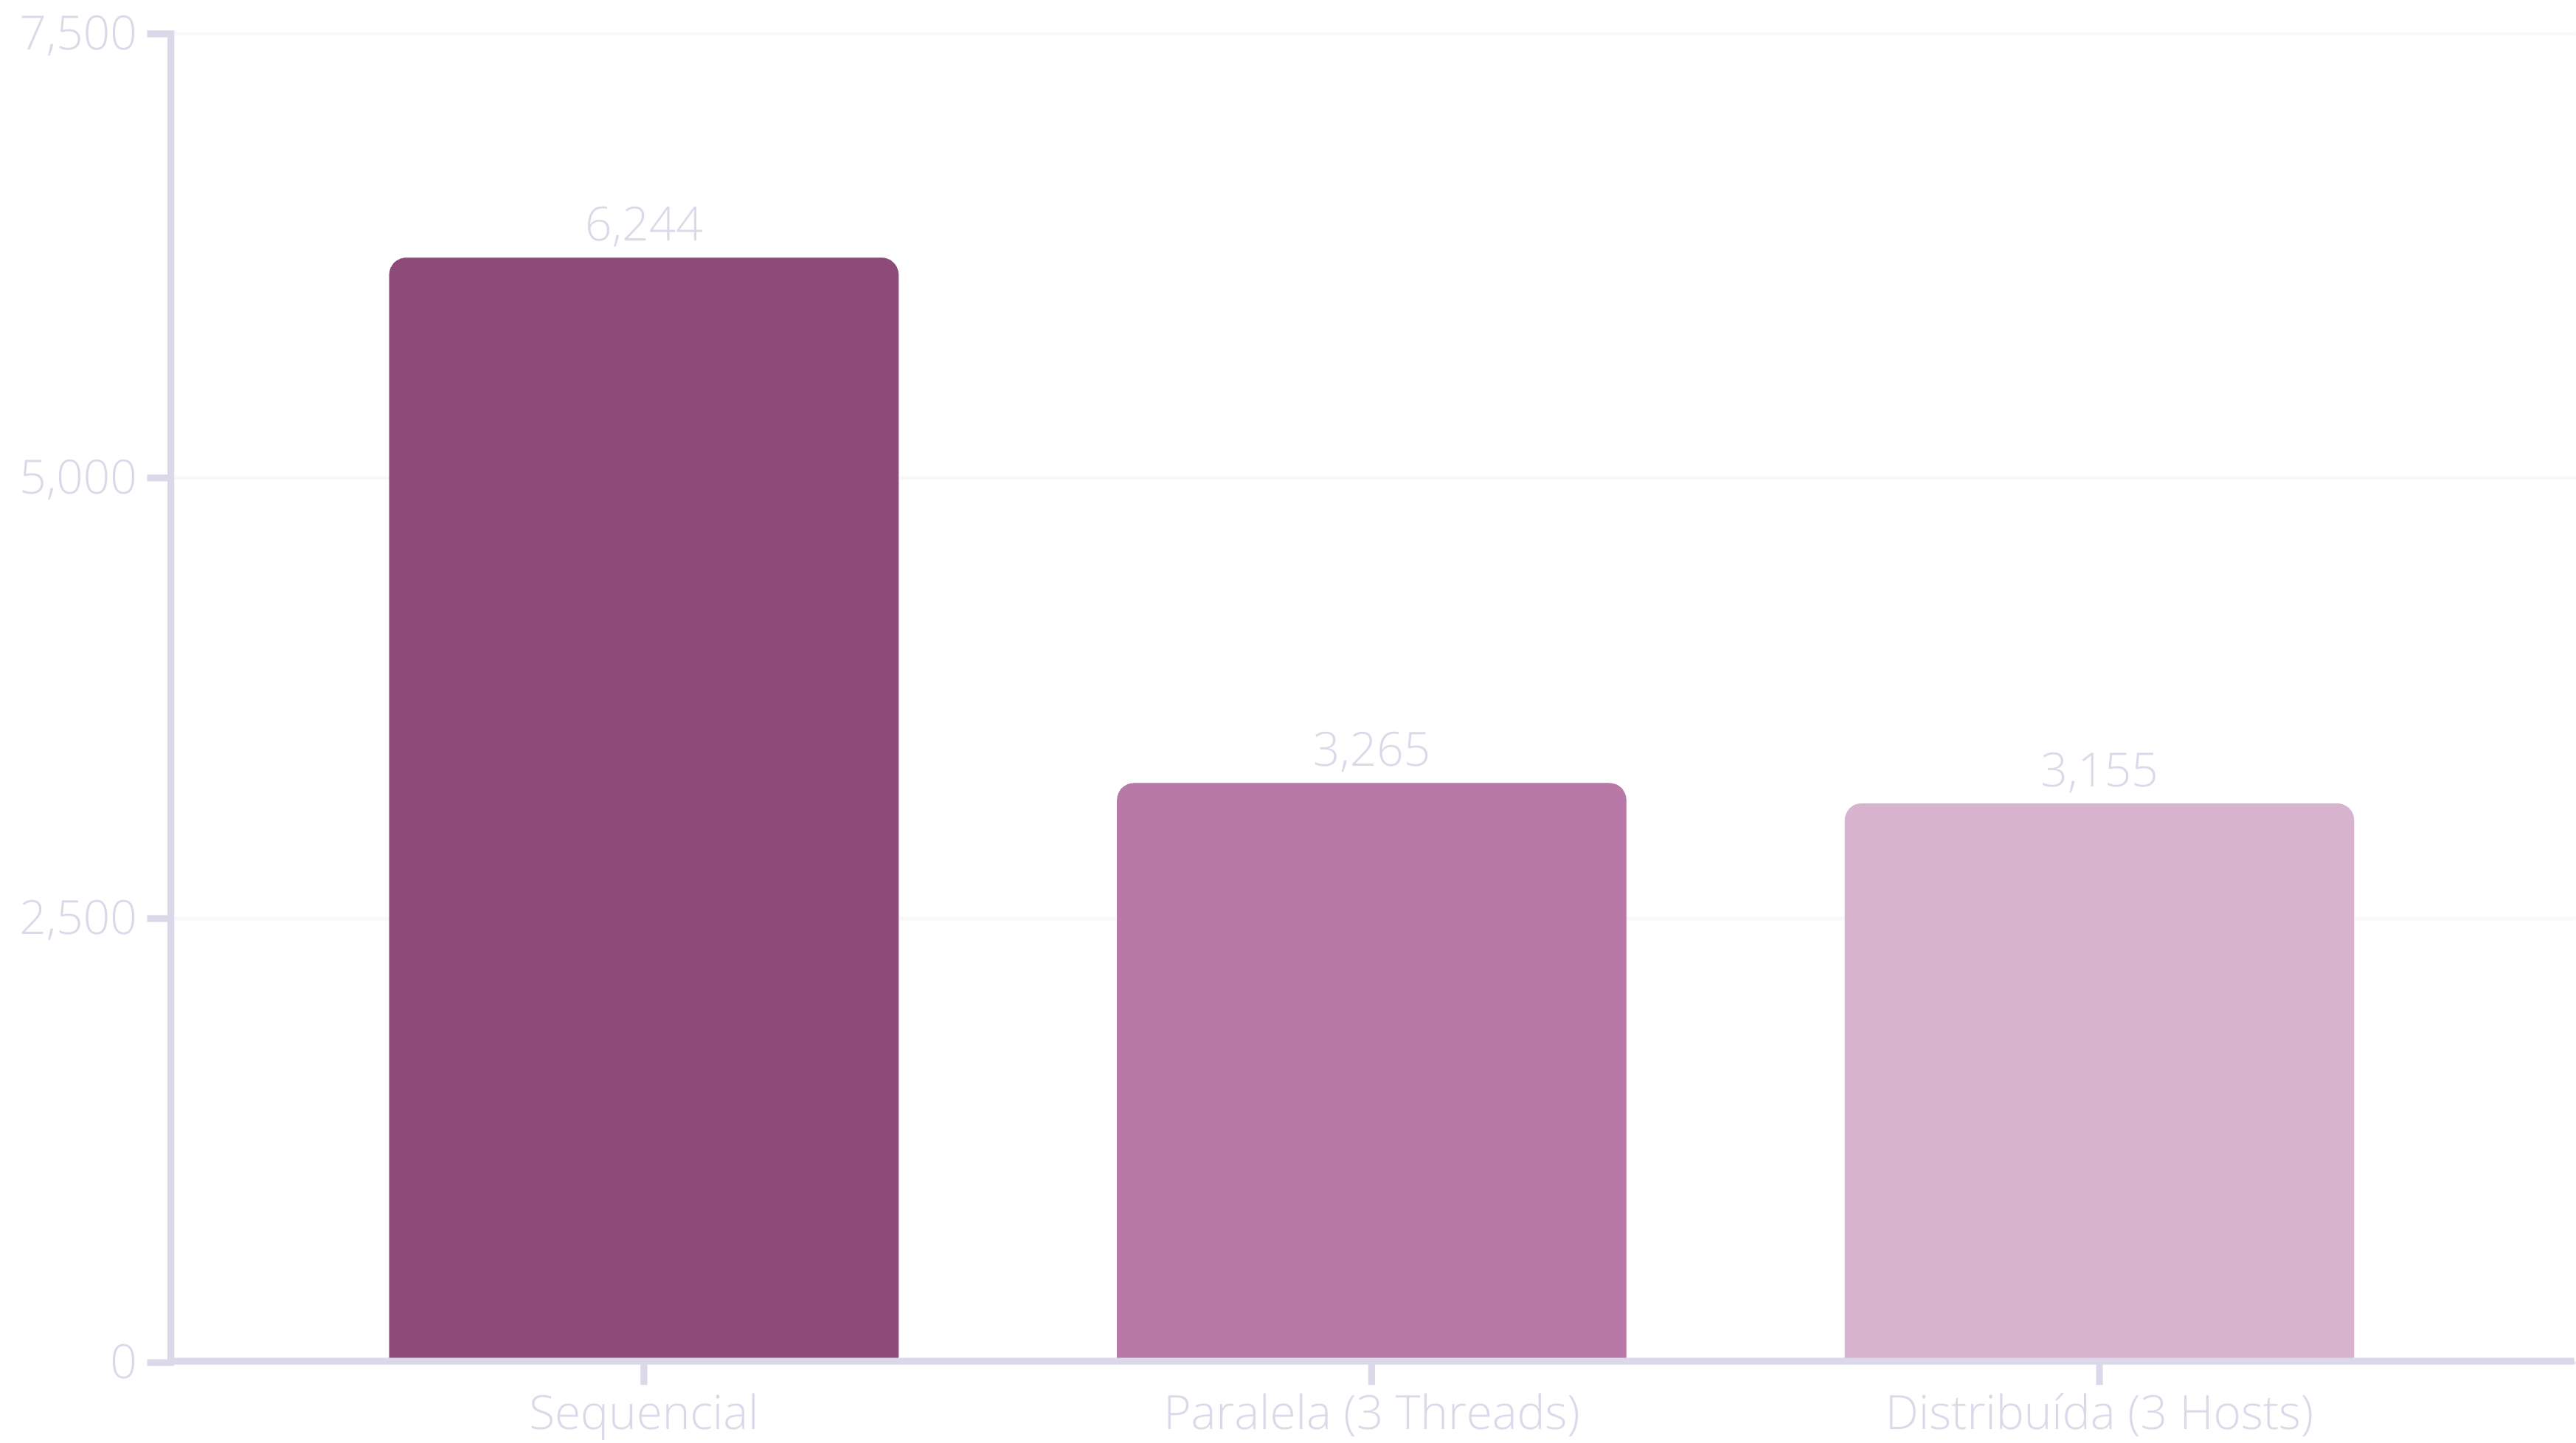 7,500
6,244
5,000
3,265
3,155
2,500
0
Sequencial
Paralela (3 Threads)
Distribuída (3 Hosts)